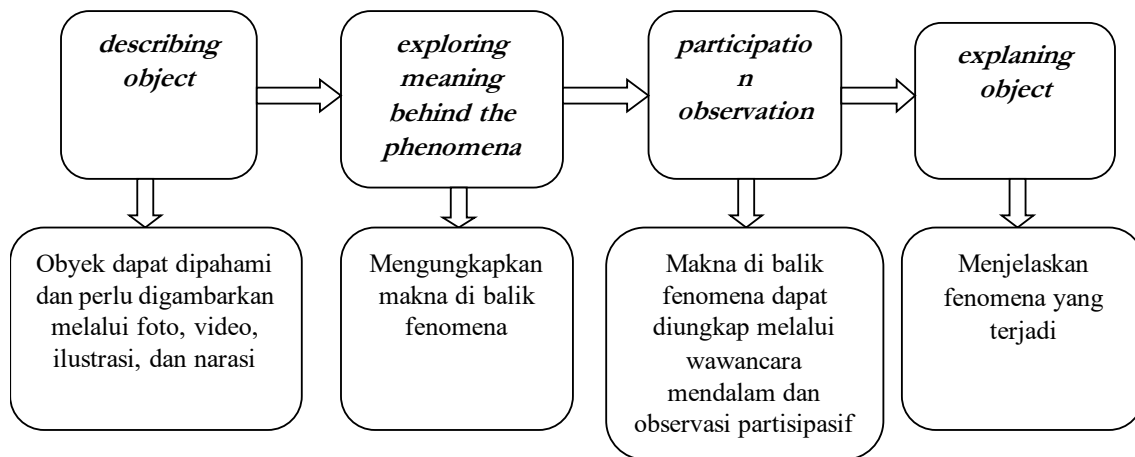 describing
object
exploring
meaning
behind the
phenomena
participatio
n
observation
explaning
object
Obyek dapat dipahami
dan perlu digambarkan
melalui foto, video,
ilustrasi, dan narasi
Mengungkapkan
makna di balik
fenomena
Makna di balik
fenomena dapat
diungkap melalui
wawancara
mendalam dan
observasi partisipasif
Menjelaskan
fenomena yang
terjadi